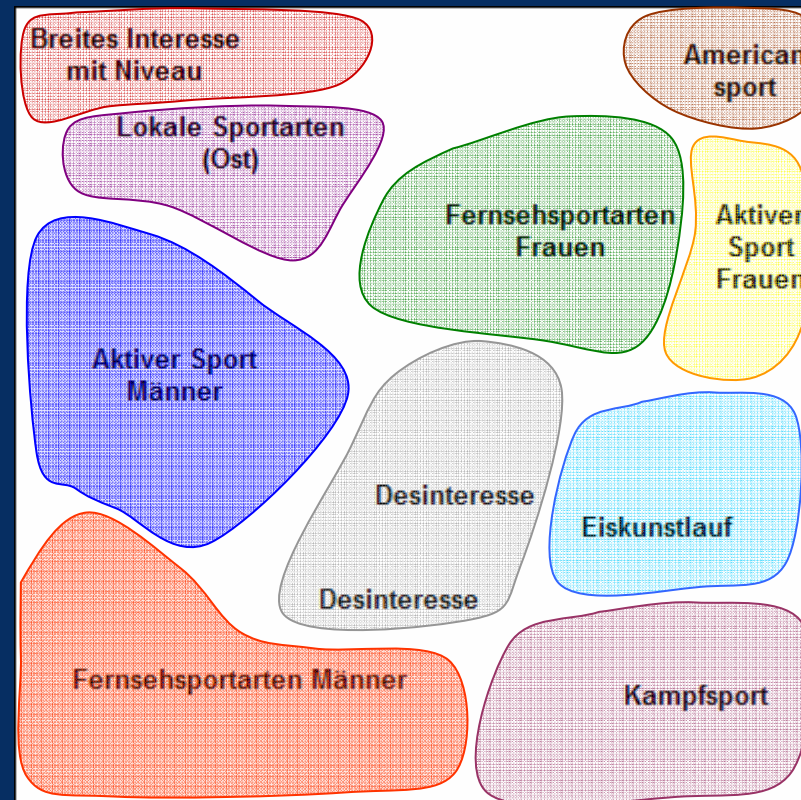 Breites Interesse
mit Niveau
American
sport
Lokale Sportarten
(Ost)
Fernsehsportarten
Frauen
Aktiver
Sport
Frauen
Aktiver Sport
Männer
Desinteresse
Eiskunstlauf
Desinteresse
Fernsehsportarten Männer
Kampfsport